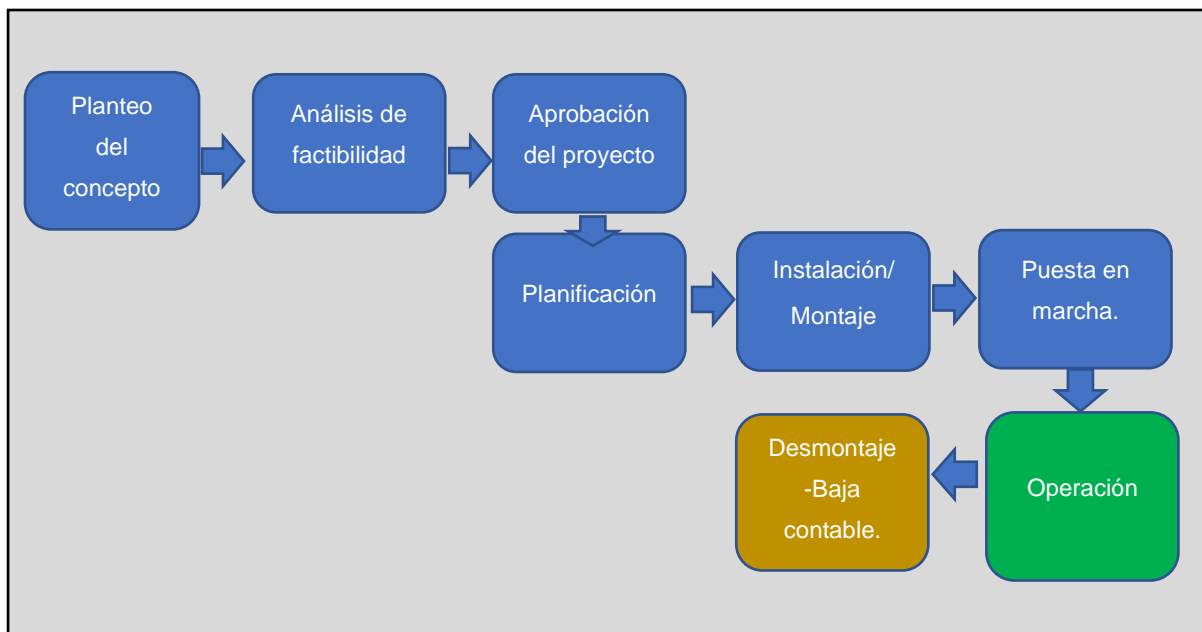 Planteo
del
concepto
Análisis de
factibilidad
Aprobación
del proyecto
Planificación
Instalación/
Montaje
Puesta en
marcha.
Desmontaje
-Baja
contable.
Operación